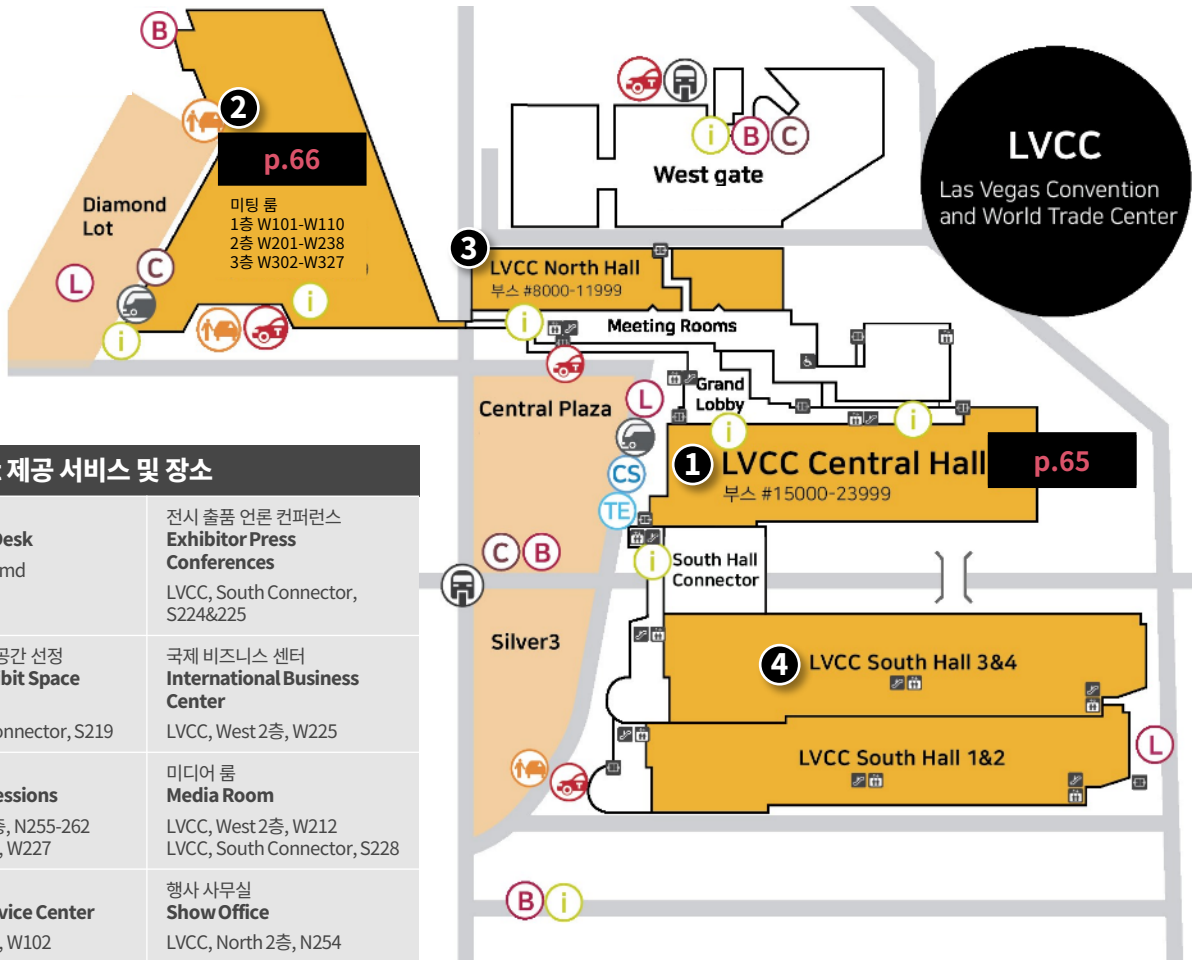 B
2
p.66
미팅 룸
1층 W101-W110
2층 W201-W238
3층 W302-W327
Diamond
Lot
L
C
i
i
i B C
West gate
LVCC
Las Vegas Convention
and World Trade Center
3
LVCC North Hall
부스 #8000-11999
i
Meeting Rooms
Central Plaza
L
Grand
Lobby
i
i
1 LVCC Central Hall
부스 #15000-23999
p.65
CS
TE
C B
i
South Hall
Connector
Silver3
4 LVCC South Hall 3&4
LVCC South Hall 1&2
L
B i
제공 서비스 및 장소
Desk
md
전시 출품 언론 컨퍼런스
Exhibitor Press
Conferences
LVCC, South Connector,
S224&225
공간 선정
bit Space
onnector, S219
국제 비즈니스 센터
International Business
Center
LVCC, West 2층, W225
essions
층, N255-262
, W227
미디어 룸
Media Room
LVCC, West 2층, W212
LVCC, South Connector, S228
vice Center
, W102
행사 사무실
Show Office
LVCC, North 2층, N254